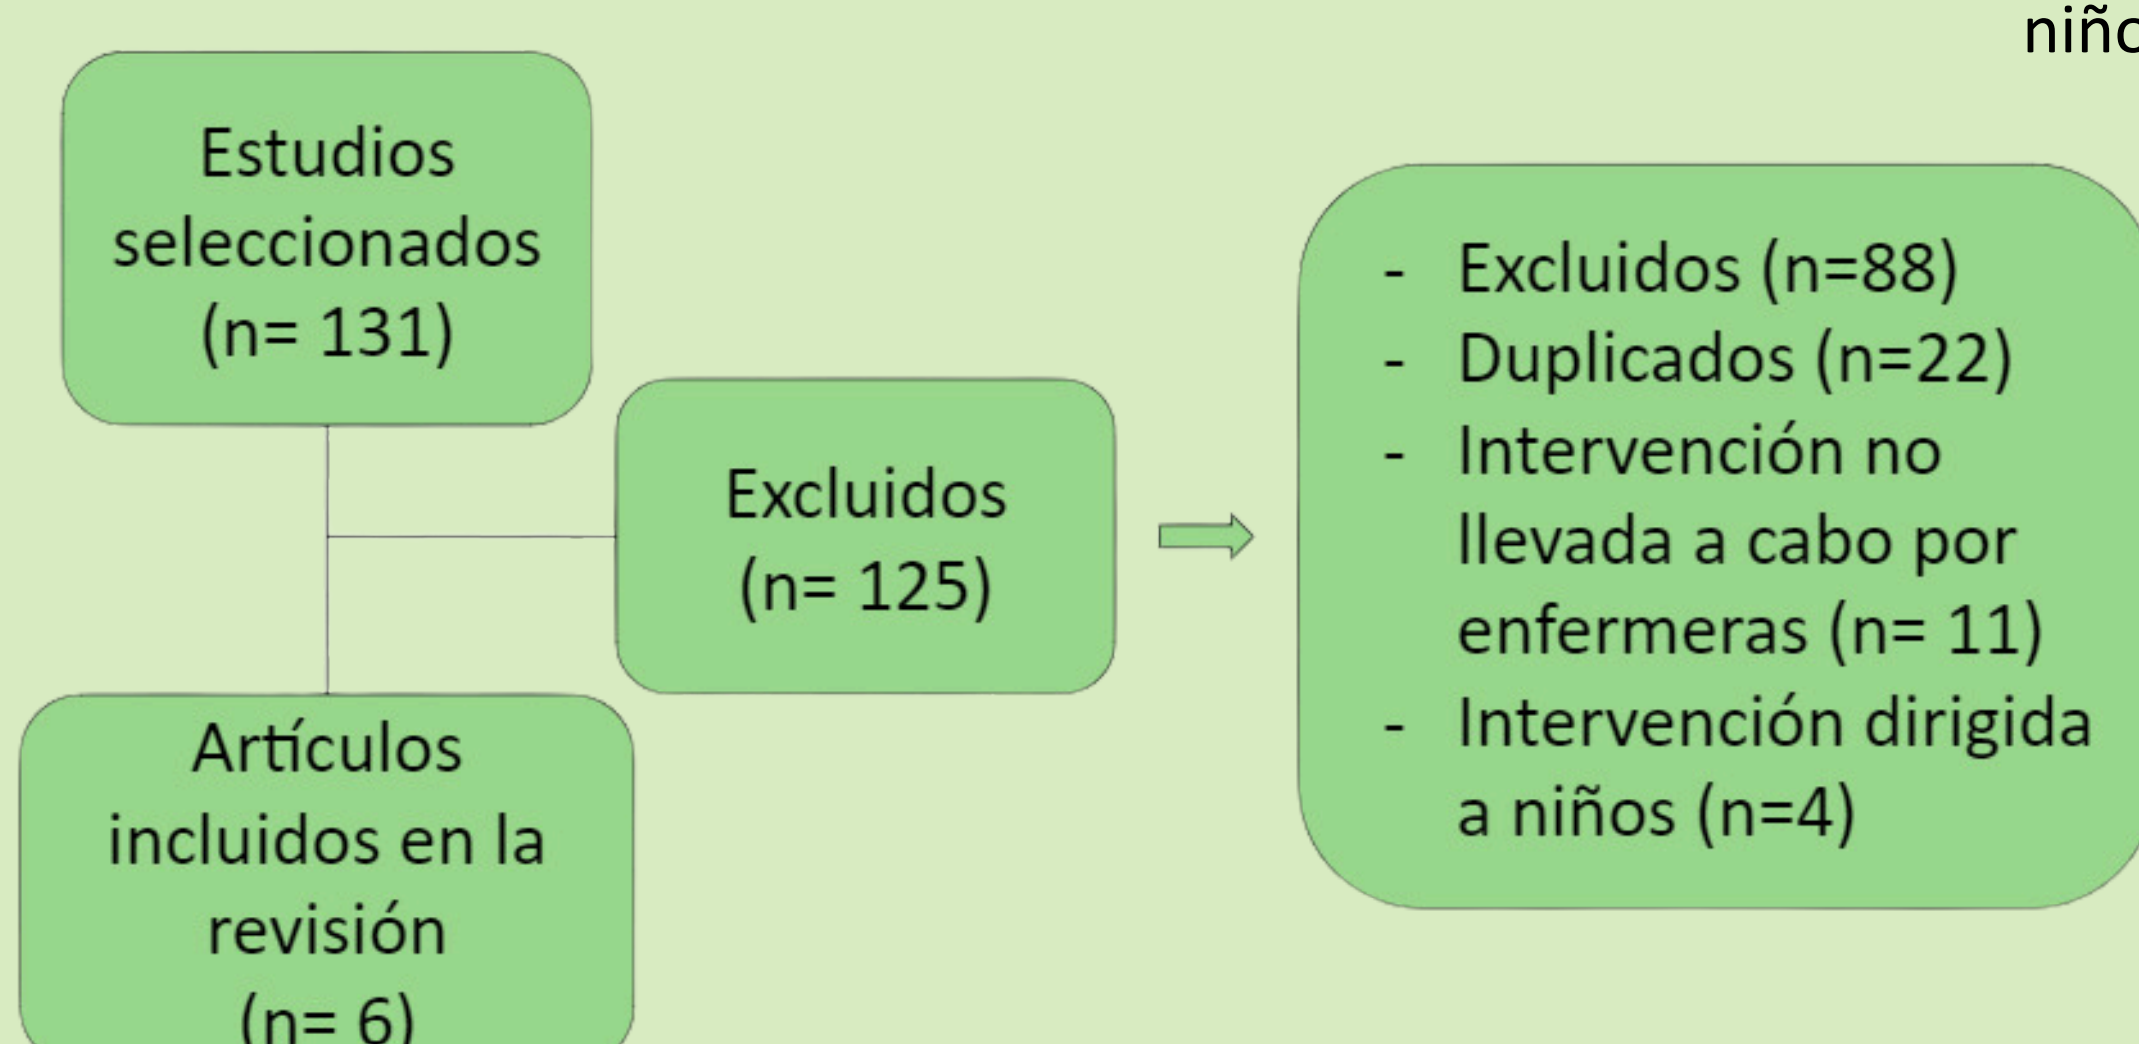 Estudios
seleccionados
(n= 131)
Excluidos
(n= 125)
- Excluidos (n=88)
- Duplicados (n=22)
- Intervención no
llevada a cabo por
enfermeras (n= 11)
- Intervención dirigida
a niños (n=4)
Artículos
incluidos en la
revisión
(n= 6)